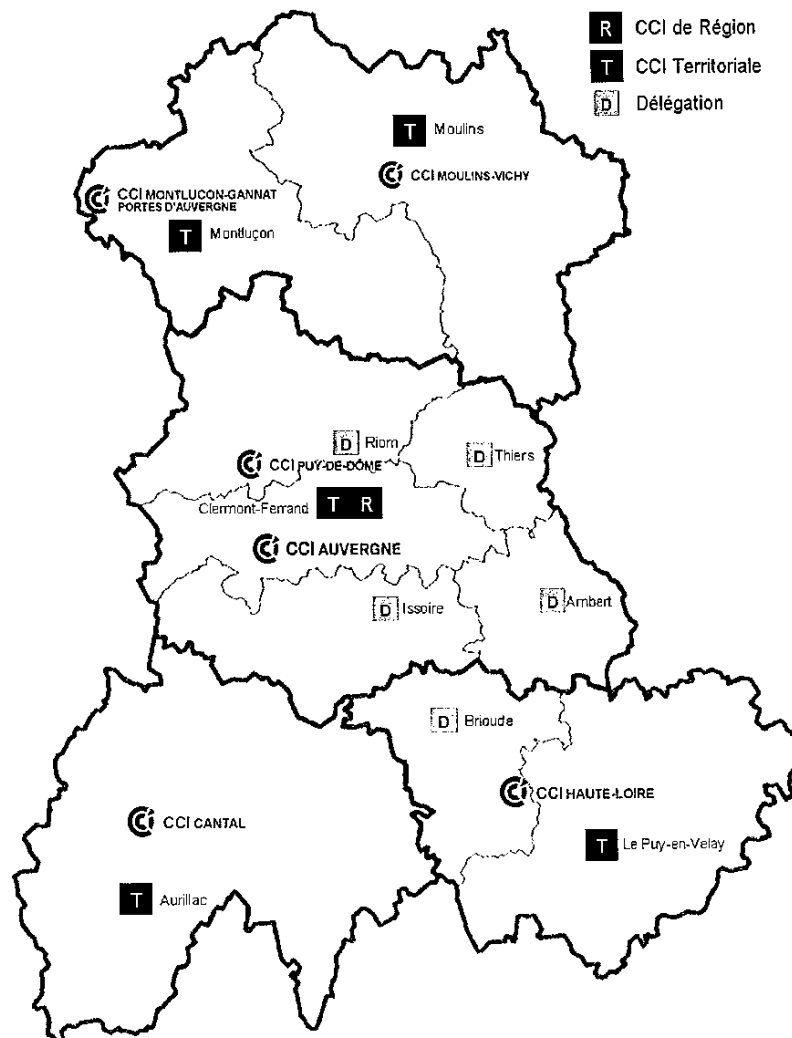 R CCI de Région
T CCI Territoriale
D Délégation
T Moulins
CCI MOULINS-VICHY
CCI MONTLUCON-GANNAT
PORTES D'AUVERGNE
T Montluçon
D Riom
D Thiers
CCI PUY-DE-DÔME
Clermont-Ferrand T R
CCI AUVERGNE
D Issoire
D Ambert
D Brioude
CCI HAUTE-LOIRE
CCI CANTAL
T Le Puy-en-Velay
T Aurillac